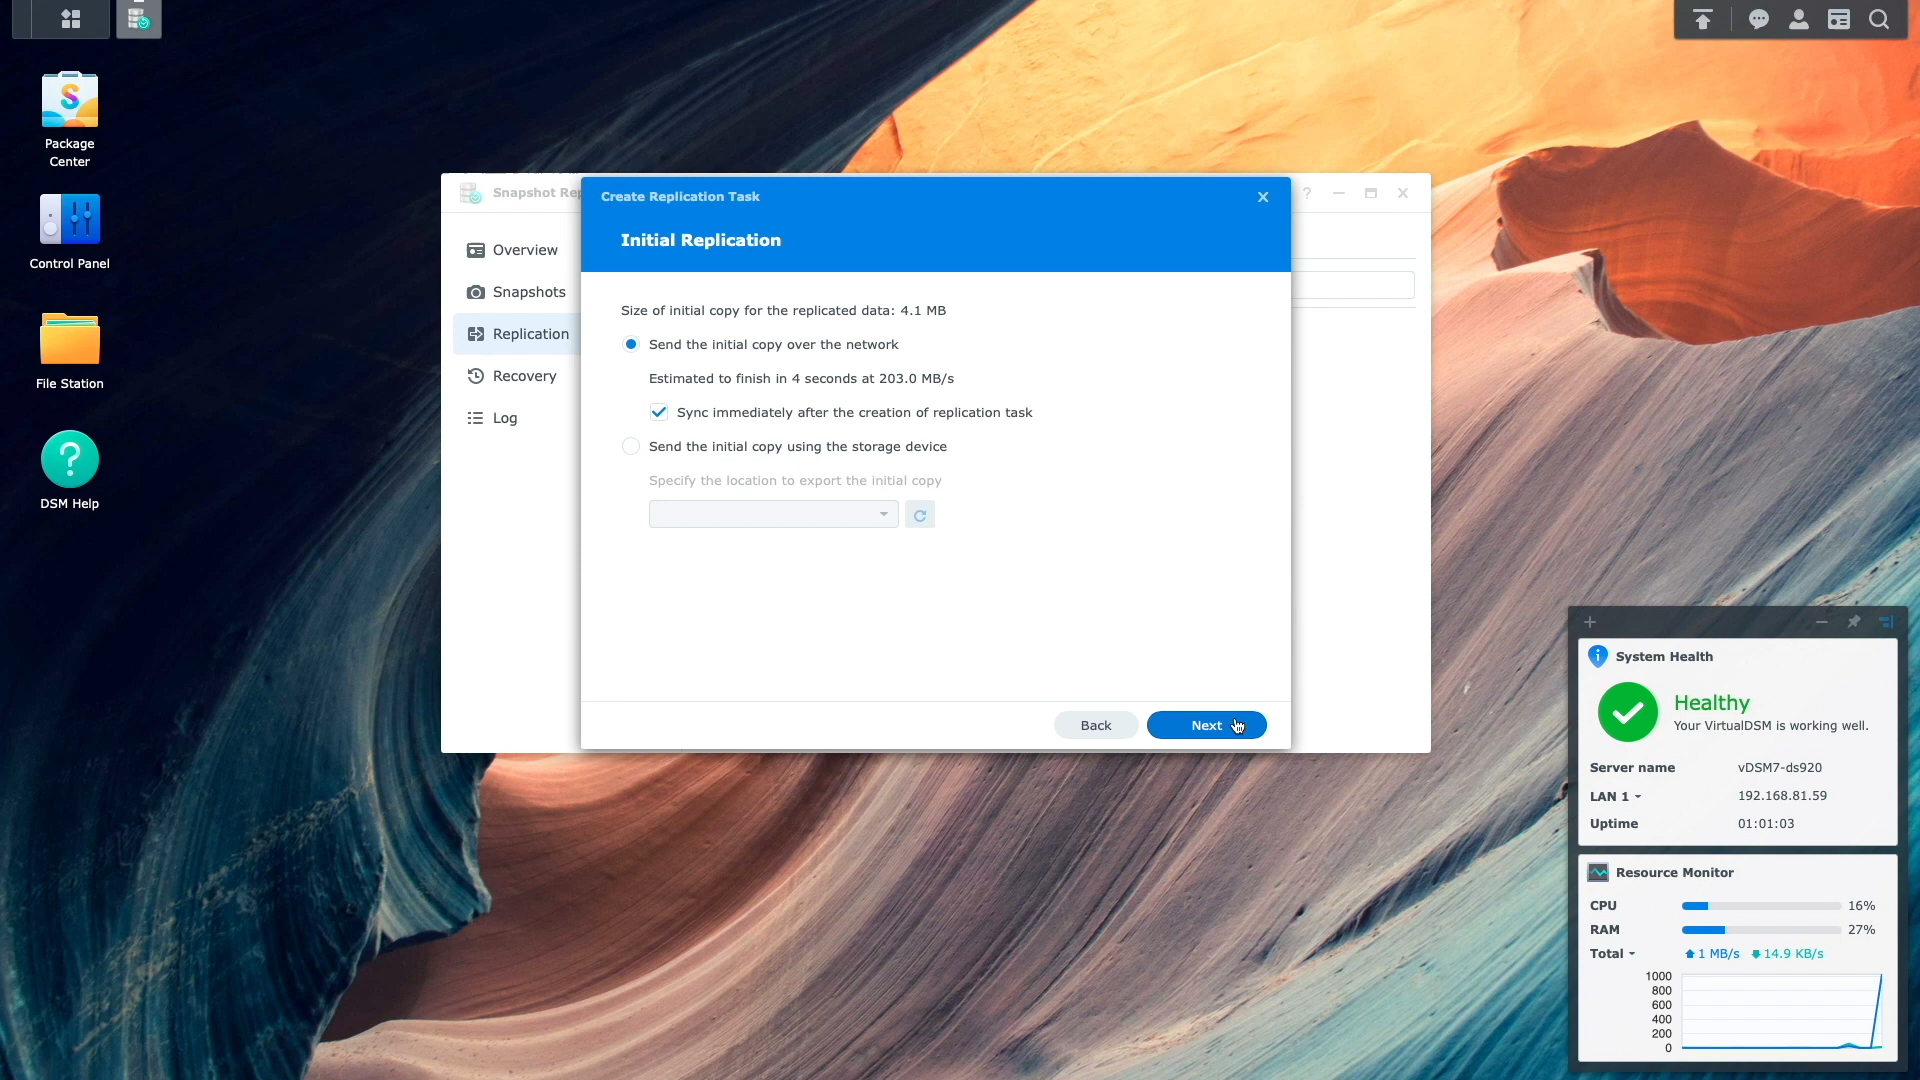 Package
Center
Control Panel
File Station
DSM Help
Snapshot Rep
Overview
Snapshots
Replication
Recovery
Log
Create Replication Task
Initial Replication
Size of initial copy for the replicated data: 4.1 MB
Send the initial copy over the network
Estimated to finish in 4 seconds at 203.0 MB/s
Sync immediately after the creation of replication task
Send the initial copy using the storage device
Specify the location to export the initial copy
Back
Next
System Health
Healthy
Your VirtualDSM is working well.
Server name vDSM7-ds920
LAN 1 192.168.81.59
Uptime 01:01:03
Resource Monitor
CPU 16%
RAM 27%
Total 1 MB/s 14.9 KB/s
1000
800
600
400
200
0